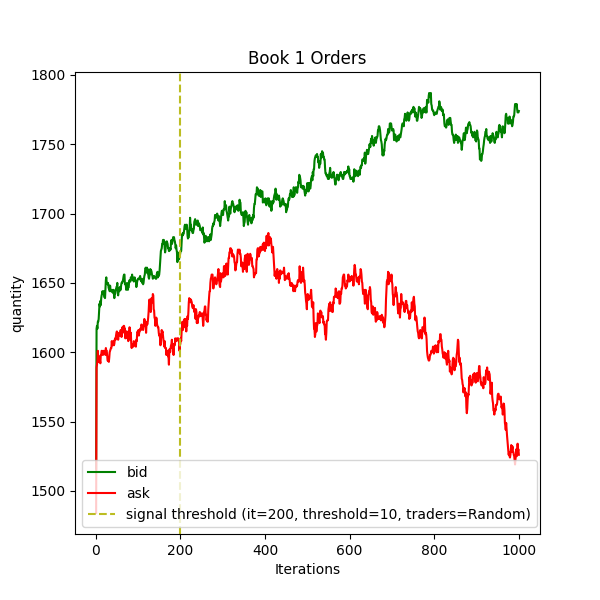 Book 1 Orders
1800
1750
1700
1650
1600
1550
1500
quantity
bid
ask
signal threshold (it=200, threshold=10, traders=Random)
0 200 400 600 800 1000
Iterations